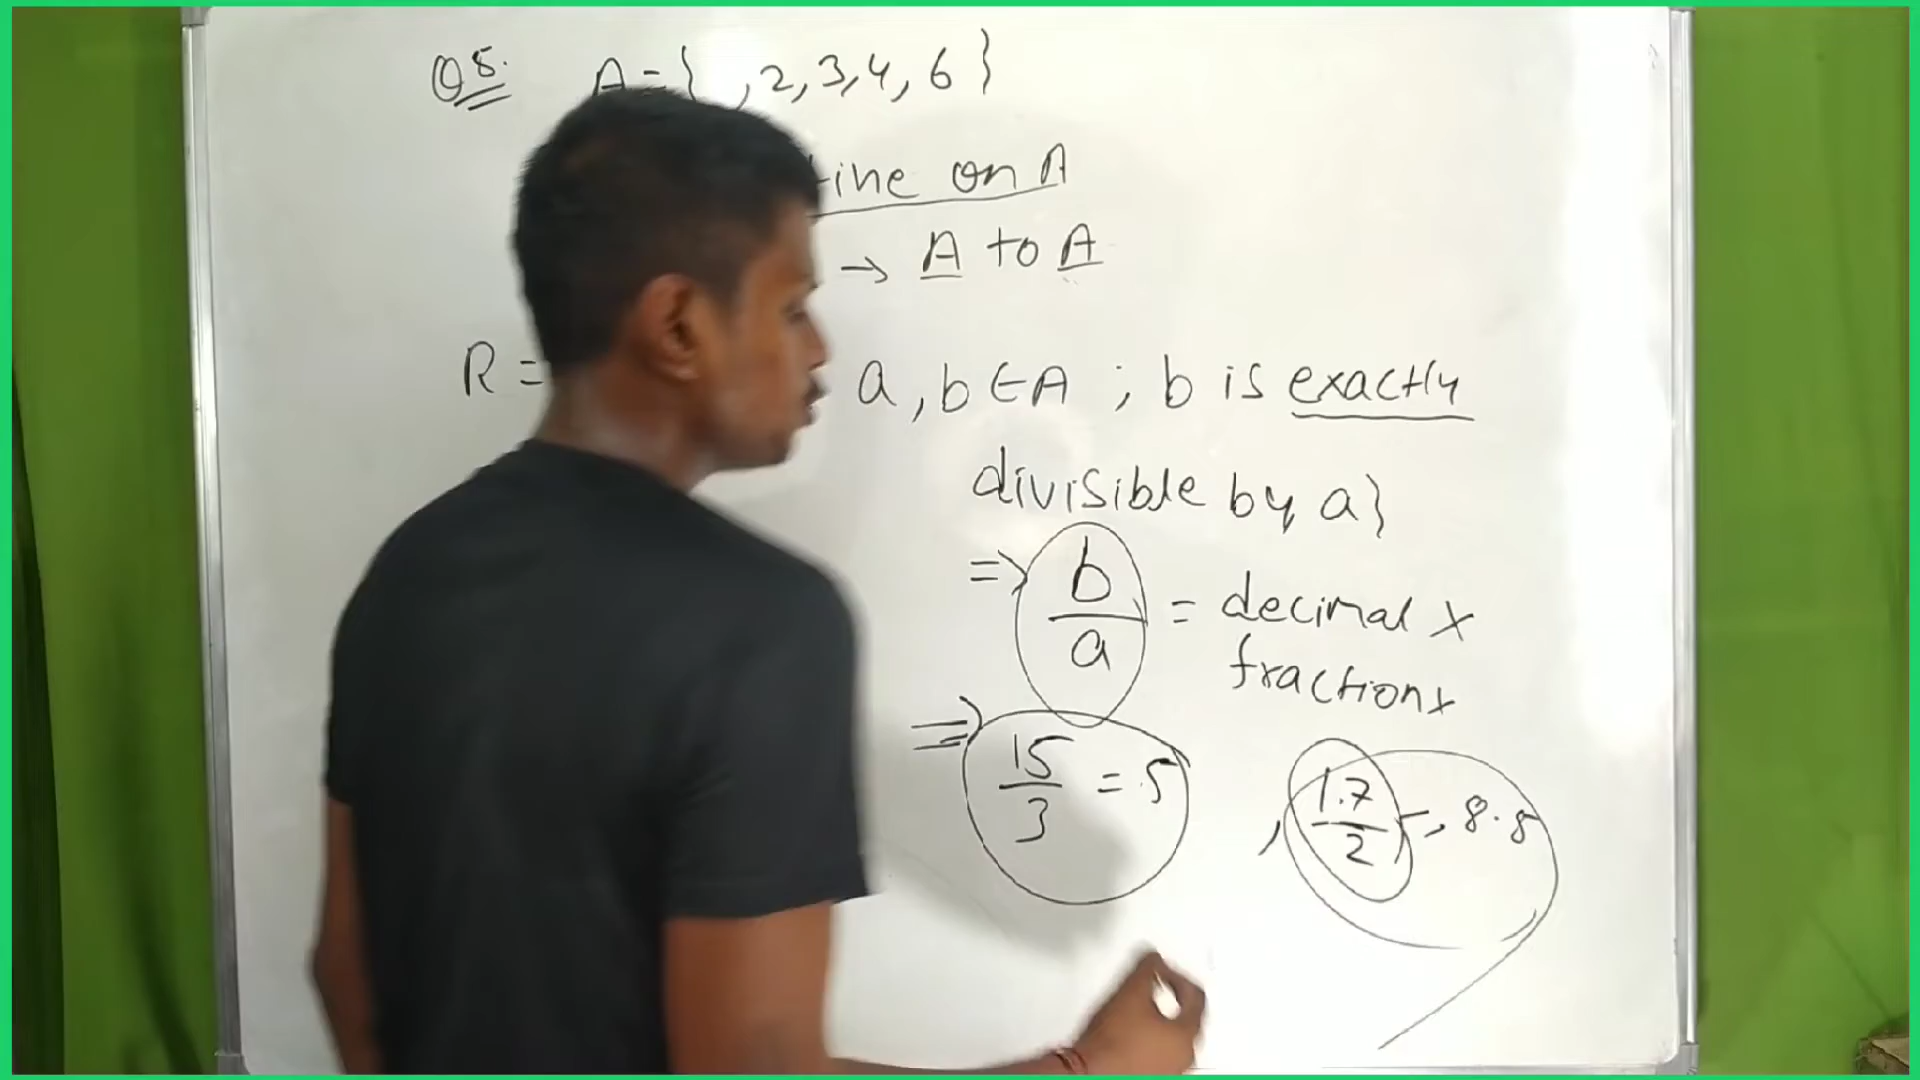 Q5. A = { , 2, 3, 4, 6 }
fine on A
→ A to A
R = a, b ∈ A ; b is exactly
divisible by a}
=> b/a = decimal x
fraction x
=> 15/3 = 5 , 17/2 = , 8.5